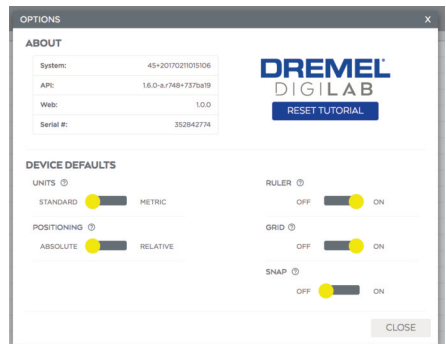 OPTIONS X
ABOUT
System: 45+20170211015106
API: 1.6.0-a.r748+737ba19
Web: 1.0.0
Serial #: 352842774
DREMEL
DIGILAB
RESET TUTORIAL
DEVICE DEFAULTS
UNITS ?
STANDARD METRIC
POSITIONING ?
ABSOLUTE RELATIVE
RULER ?
OFF ON
GRID ?
OFF ON
SNAP ?
OFF ON
CLOSE